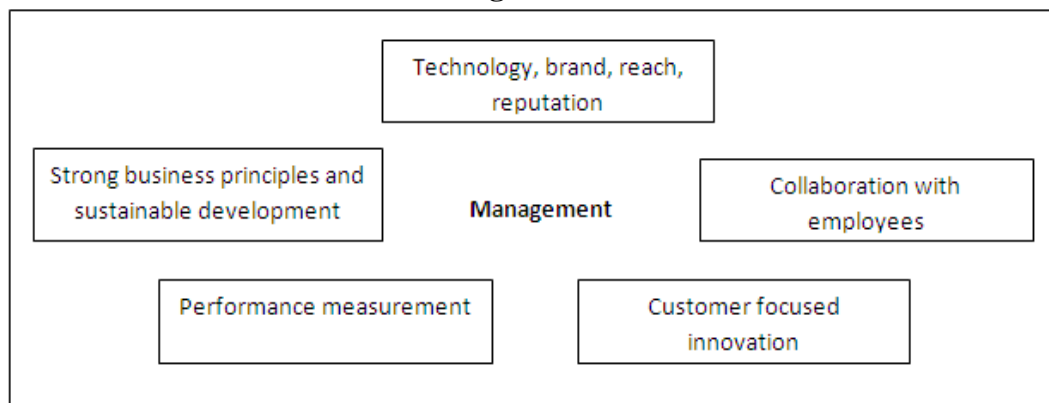 Technology, brand, reach,
reputation
Strong business principles and
sustainable development
Management
Collaboration with
employees
Performance measurement
Customer focused
innovation